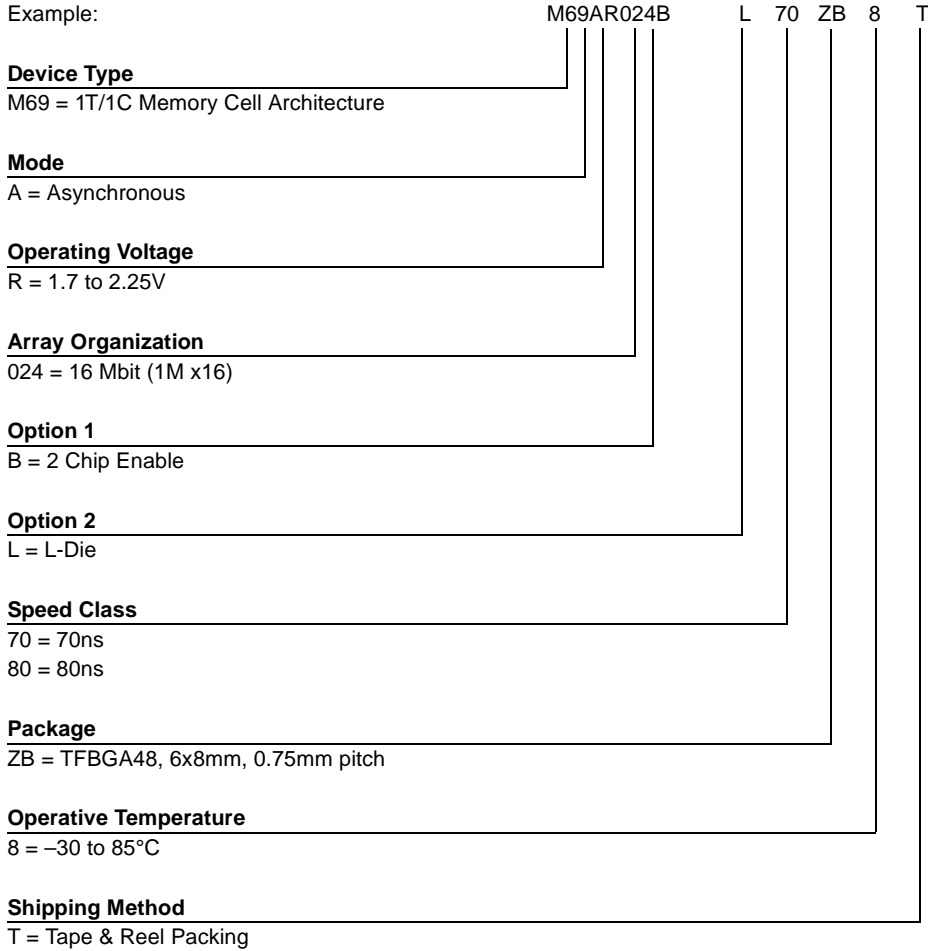 Example: M69AR024B L 70 ZB 8 T
Device Type
M69 = 1T/1C Memory Cell Architecture
Mode
A = Asynchronous
Operating Voltage
R = 1.7 to 2.25V
Array Organization
024 = 16 Mbit (1M x16)
Option 1
B = 2 Chip Enable
Option 2
L = L-Die
Speed Class
70 = 70ns
80 = 80ns
Package
ZB = TFBGA48, 6x8mm, 0.75mm pitch
Operative Temperature
8 = –30 to 85°C
Shipping Method
T = Tape & Reel Packing